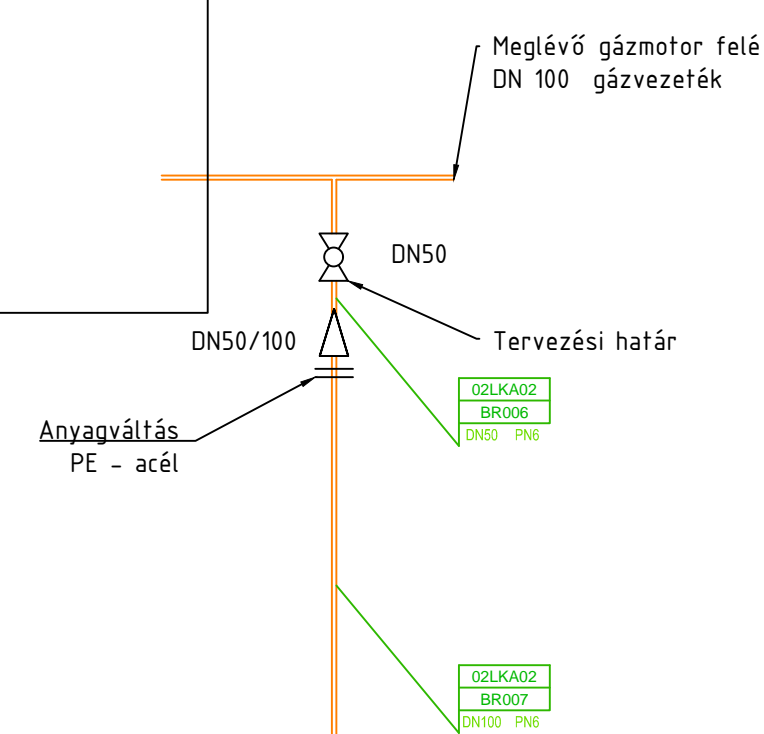 Meglévő gázmotor felé
DN 100 gázvezeték
DN50
DN50/100
Tervezési határ
02LKA02
BR006
DN50 PN6
Anyagváltás
PE - acél
02LKA02
BR007
DN100 PN6